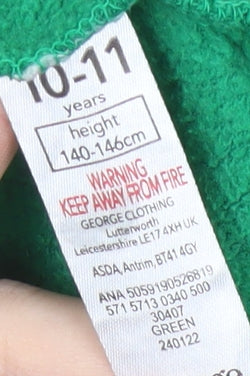 10-11
years
height
140-146cm
WARNING
KEEP AWAY FROM FIRE
GEORGE CLOTHING
Lutterworth
Leicestershire LE17 4XH UK
ASDA, Antrim, BT41 4GY
ANA 5059190526819
571 5713 0340 500
30407
GREEN
240122